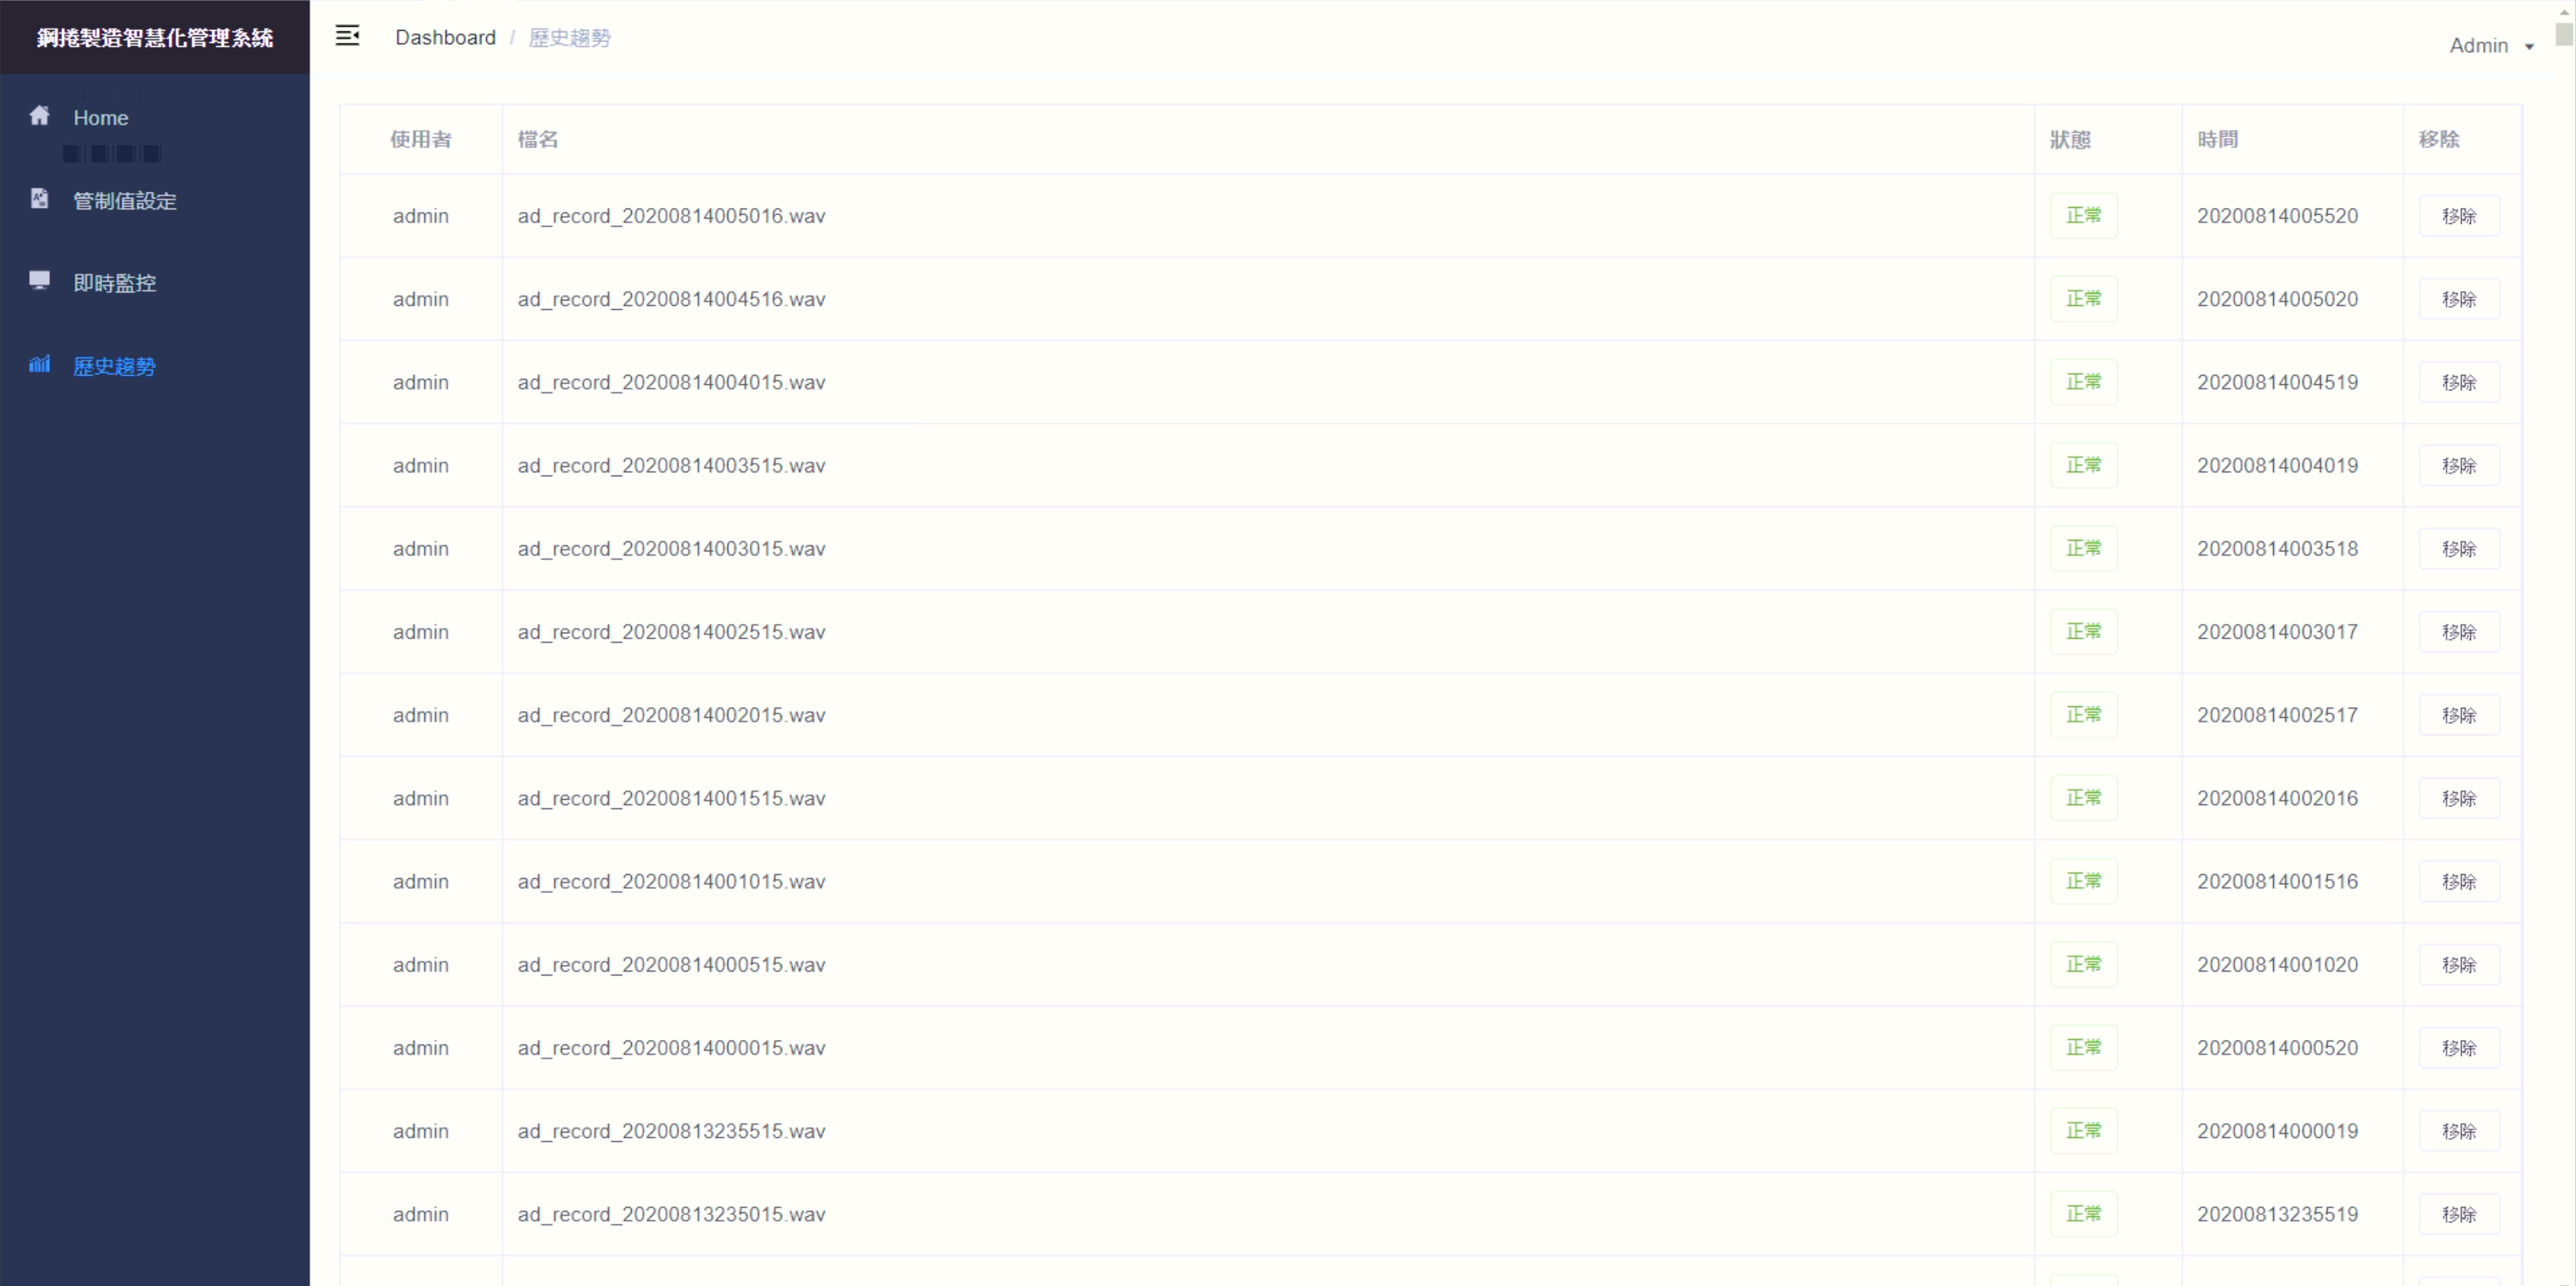 鋼捲製造智慧化管理系統
Dashboard / 歷史趨勢
Admin
Home
管制值設定
即時監控
歷史趨勢
使用者 檔名 狀態 時間 移除
admin ad_record_20200814005016.wav 正常 20200814005520 移除
admin ad_record_20200814004516.wav 正常 20200814005020 移除
admin ad_record_20200814004015.wav 正常 20200814004519 移除
admin ad_record_20200814003515.wav 正常 20200814004019 移除
admin ad_record_20200814003015.wav 正常 20200814003518 移除
admin ad_record_20200814002515.wav 正常 20200814003017 移除
admin ad_record_20200814002015.wav 正常 20200814002517 移除
admin ad_record_20200814001515.wav 正常 20200814002016 移除
admin ad_record_20200814001015.wav 正常 20200814001516 移除
admin ad_record_20200814000515.wav 正常 20200814001020 移除
admin ad_record_20200814000015.wav 正常 20200814000520 移除
admin ad_record_20200813235515.wav 正常 20200814000019 移除
admin ad_record_20200813235015.wav 正常 20200813235519 移除